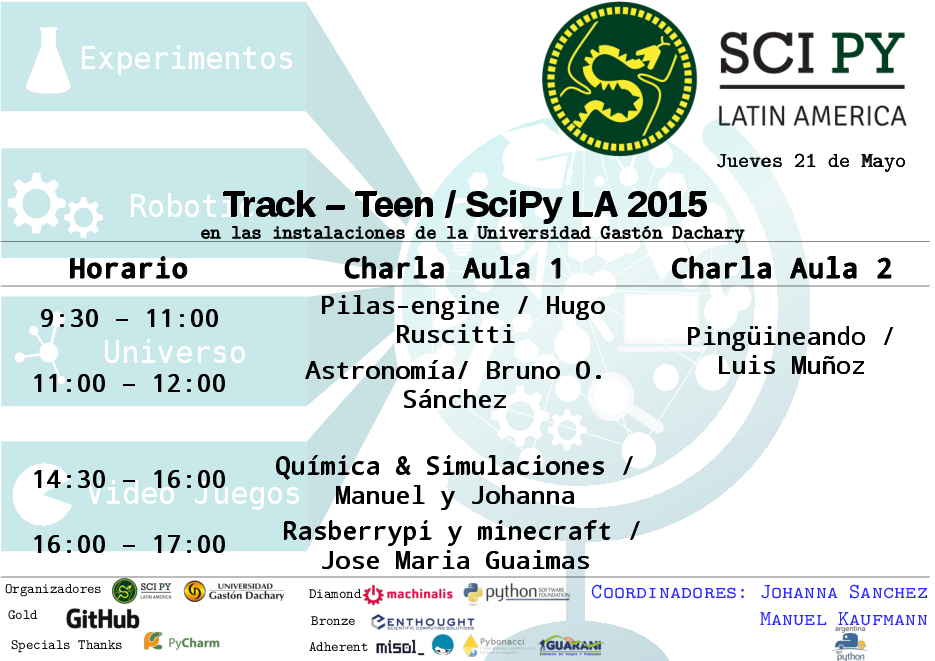 Experimentos
SCI PY
LATIN AMERICA
Jueves 21 de Mayo
Track – Teen / SciPy LA 2015
en las instalaciones de la Universidad Gastón Dachary
Horario Charla Aula 1 Charla Aula 2
9:30 – 11:00 Pilas-engine / Hugo
Ruscitti
Pingüineando /
Luis Muñoz
Universo
11:00 – 12:00 Astronomía/ Bruno O.
Sánchez
14:30 – 16:00 Química & Simulaciones /
Manuel y Johanna
Video Juegos
16:00 – 17:00 Rasberrypi y minecraft /
Jose Maria Guaimas
Organizadores SCI PY LATIN AMERICA UNIVERSIDAD Gastón Dachary
Gold GitHub
Specials Thanks PyCharm
Diamond machinalis python SOFTWARE FOUNDATION
Bronze ENTHOUGHT SCIENTIFIC COMPUTING SOLUTIONS
Adherent misol_ Pybonacci GUARANI
Coordinadores: Johanna Sanchez
Manuel Kaufmann
argentina
en
python